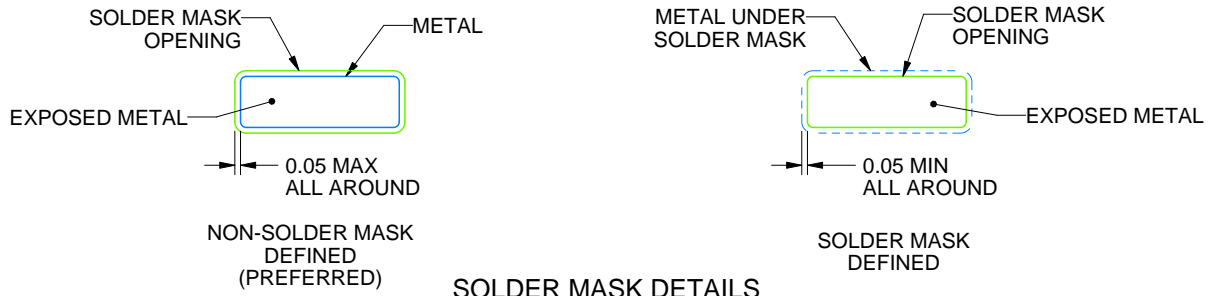 SOLDER MASK
OPENING
METAL
EXPOSED METAL
0.05 MAX
ALL AROUND
NON-SOLDER MASK
DEFINED
(PREFERRED)
METAL UNDER
SOLDER MASK
SOLDER MASK
OPENING
EXPOSED METAL
0.05 MIN
ALL AROUND
SOLDER MASK
DEFINED
SOLDER MASK DETAILS